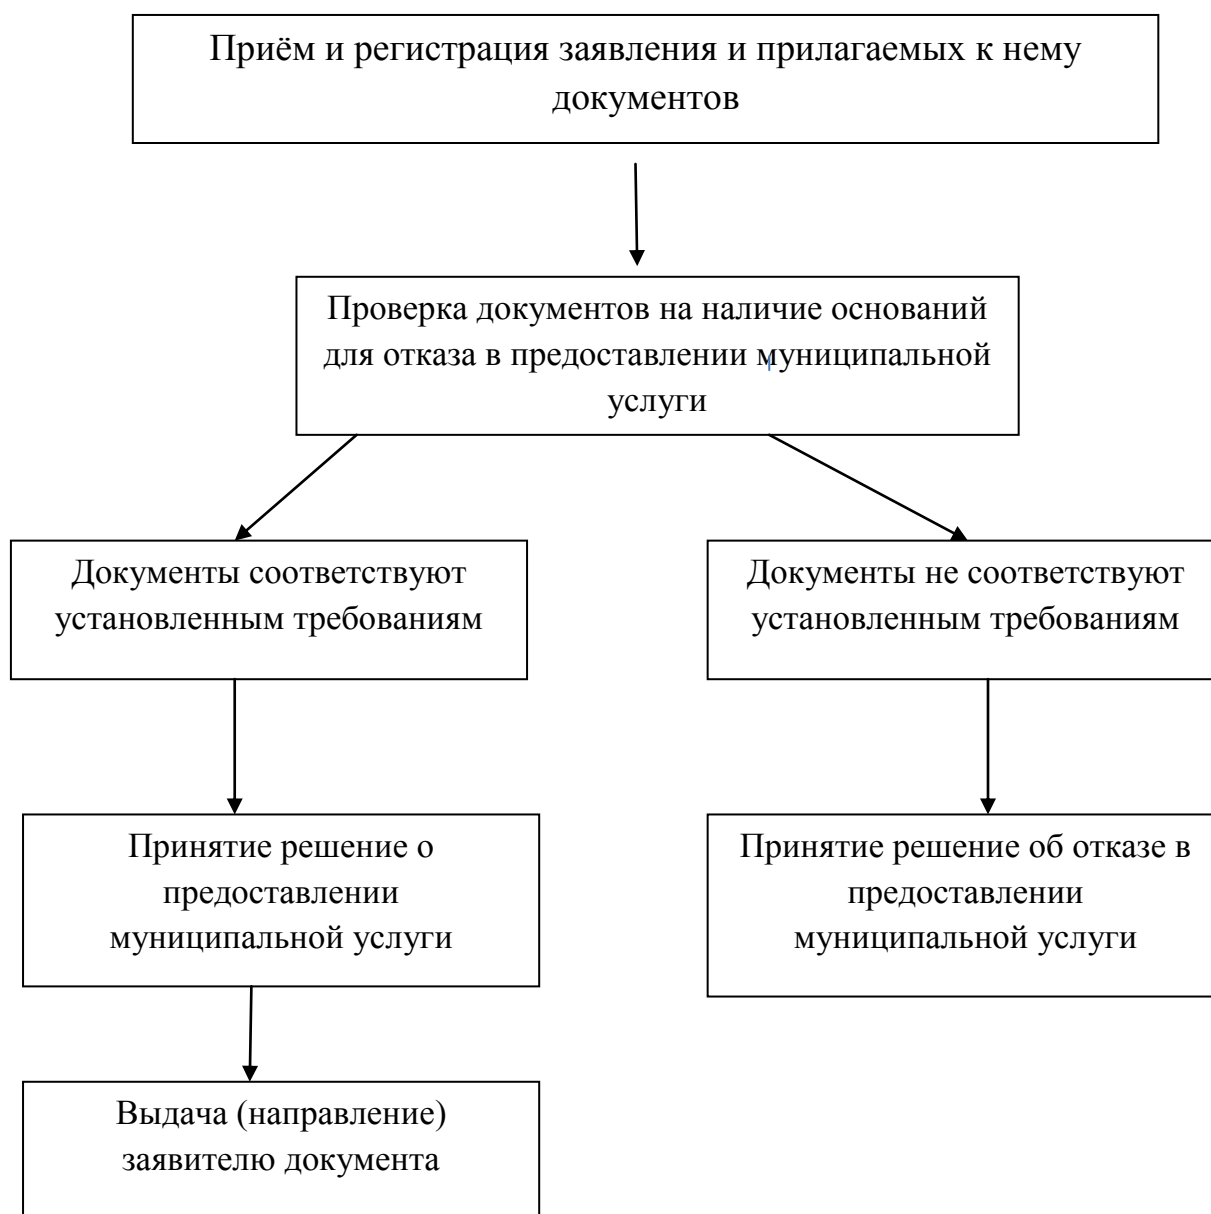 Приём и регистрация заявления и прилагаемых к нему
документов
Проверка документов на наличие оснований
для отказа в предоставлении муниципальной
услуги
Документы соответствуют
установленным требованиям
Документы не соответствуют
установленным требованиям
Принятие решение о
предоставлении
муниципальной услуги
Принятие решение об отказе в
предоставлении
муниципальной услуги
Выдача (направление)
заявителю документа